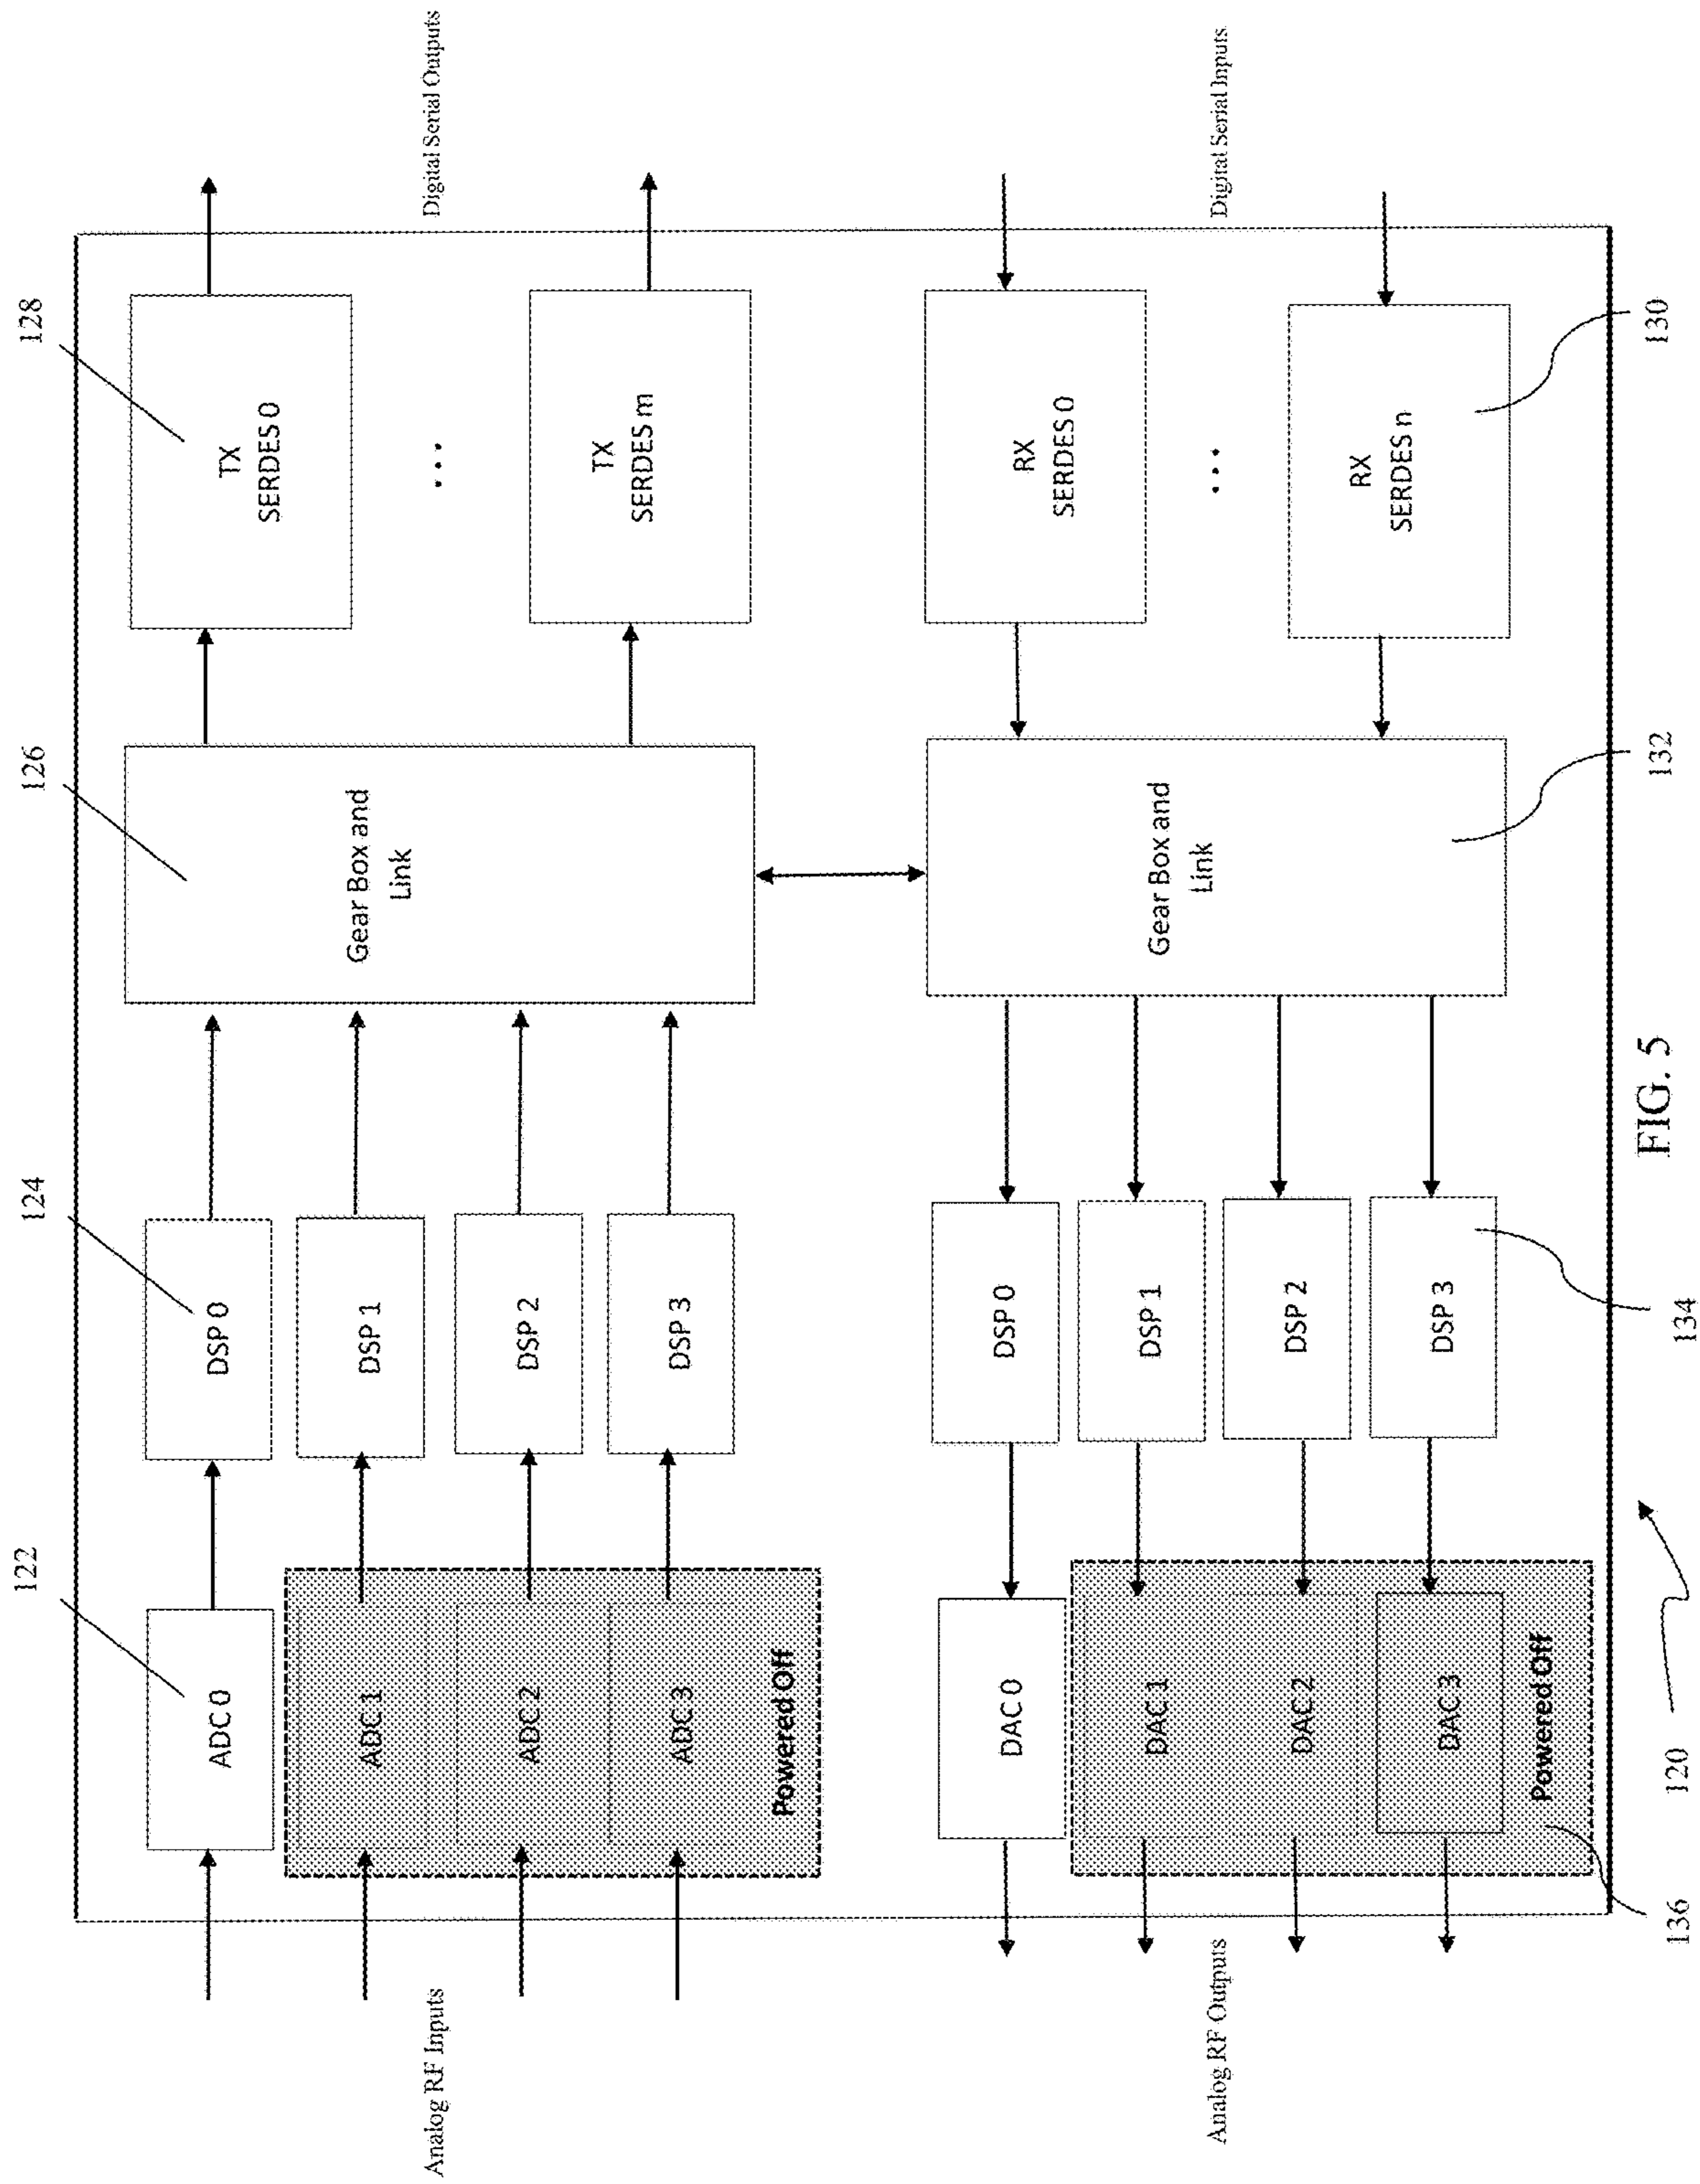 122
124
126
128
Analog RF Inputs
ADC 0
DSP 0
Gear Box and
Link
TX
SERDES 0
Digital Serial Outputs
ADC 1
DSP 1
ADC 2
DSP 2
. . .
ADC 3
DSP 3
TX
SERDES m
Powered Off
Analog RF Outputs
DAC 0
DSP 0
Gear Box and
Link
RX
SERDES 0
Digital Serial Inputs
DAC 1
DSP 1
DAC 2
DSP 2
. . .
DAC 3
DSP 3
RX
SERDES n
Powered Off
136
120
134
132
130
FIG. 5